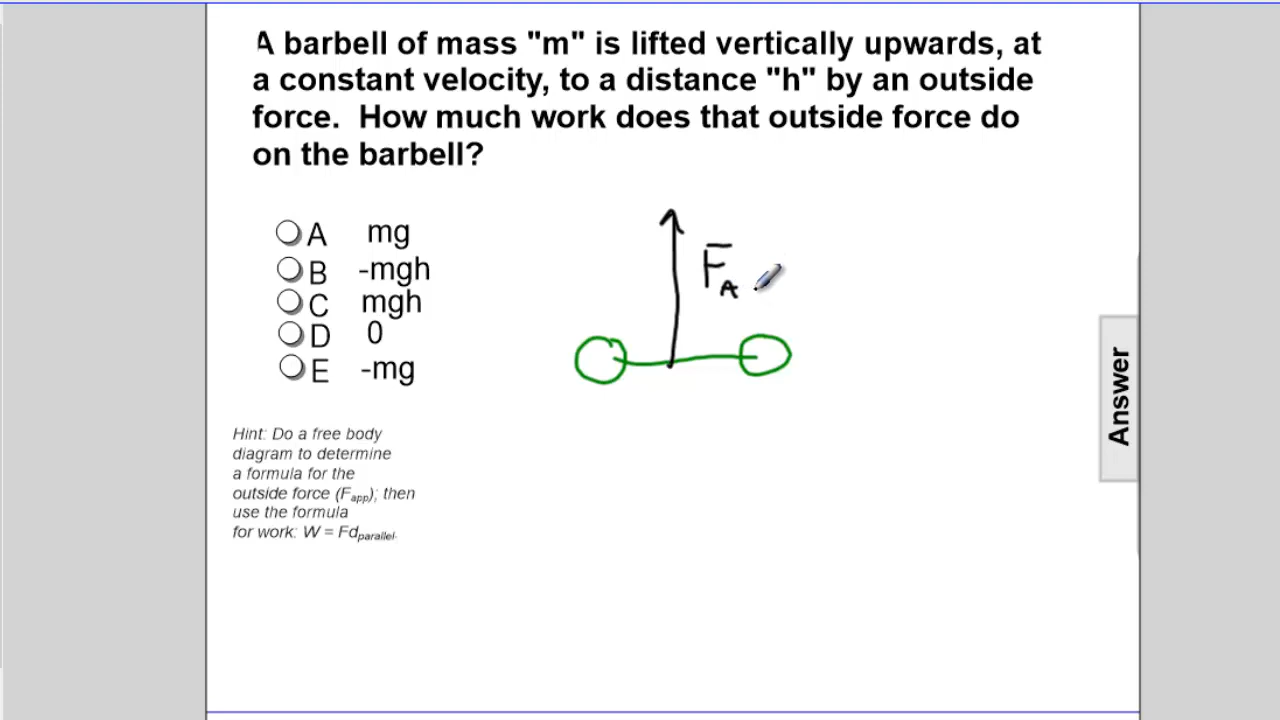 A barbell of mass "m" is lifted vertically upwards, at
a constant velocity, to a distance "h" by an outside
force. How much work does that outside force do
on the barbell?
A mg
B -mgh
C mgh
D 0
E -mg
F̅A
Hint: Do a free body
diagram to determine
a formula for the
outside force (Fapp); then
use the formula
for work: W = Fdparallel.
Answer